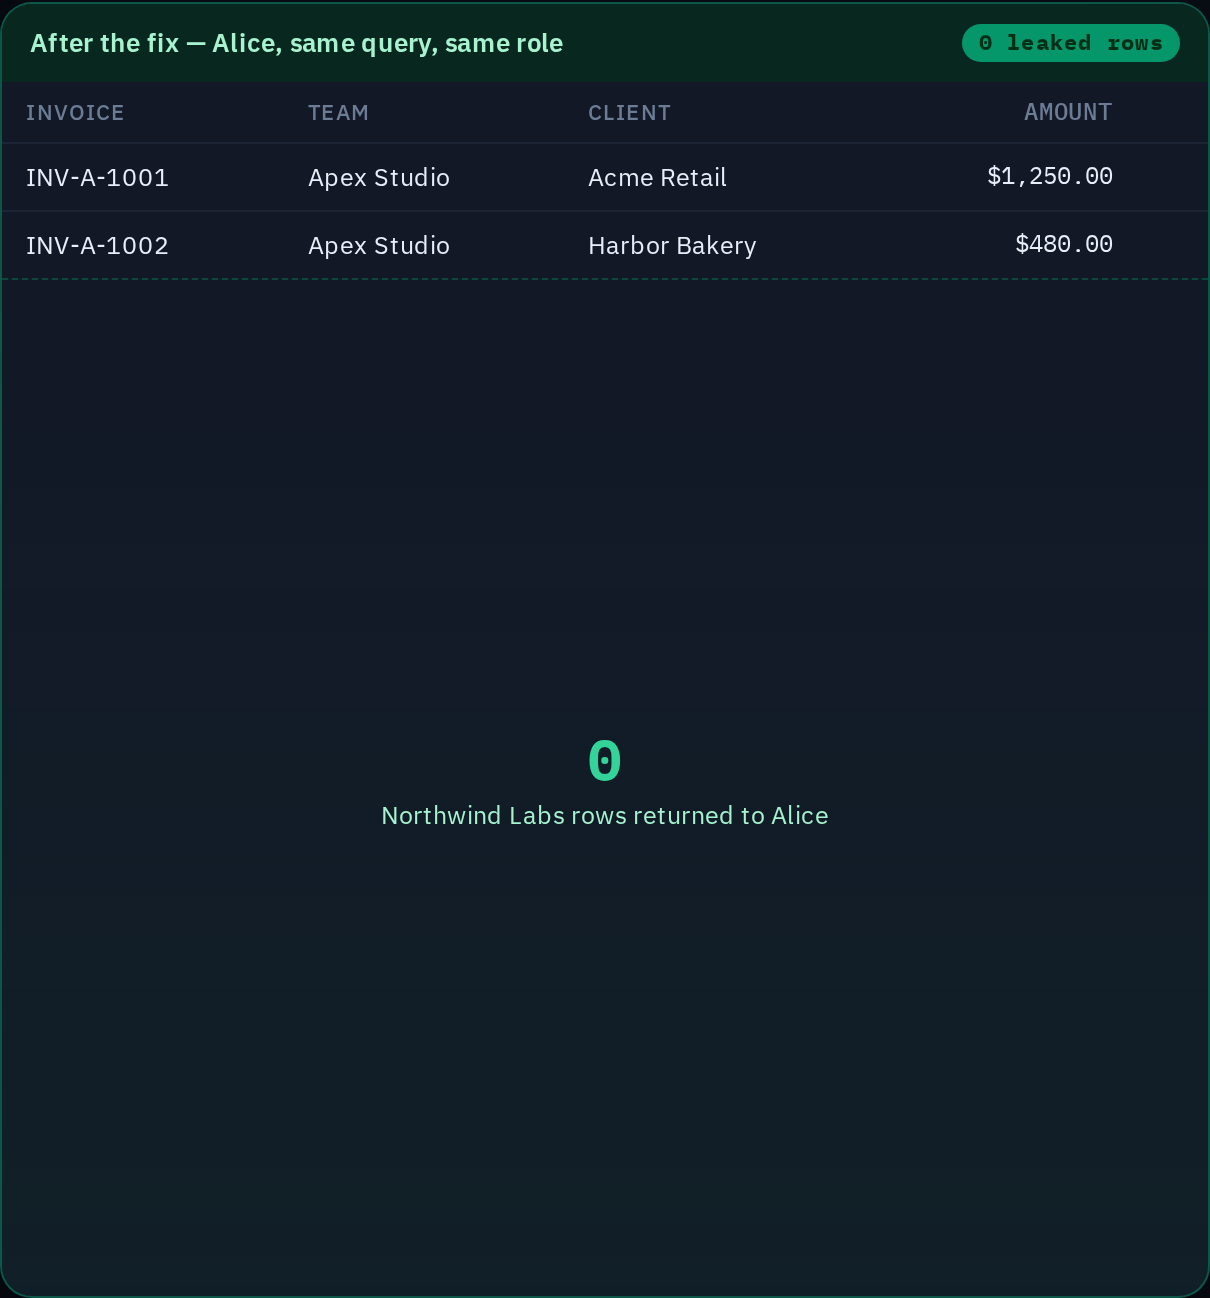 After the fix — Alice, same query, same role 0 leaked rows
INVOICE TEAM CLIENT AMOUNT
INV-A-1001 Apex Studio Acme Retail $1,250.00
INV-A-1002 Apex Studio Harbor Bakery $480.00
0
Northwind Labs rows returned to Alice